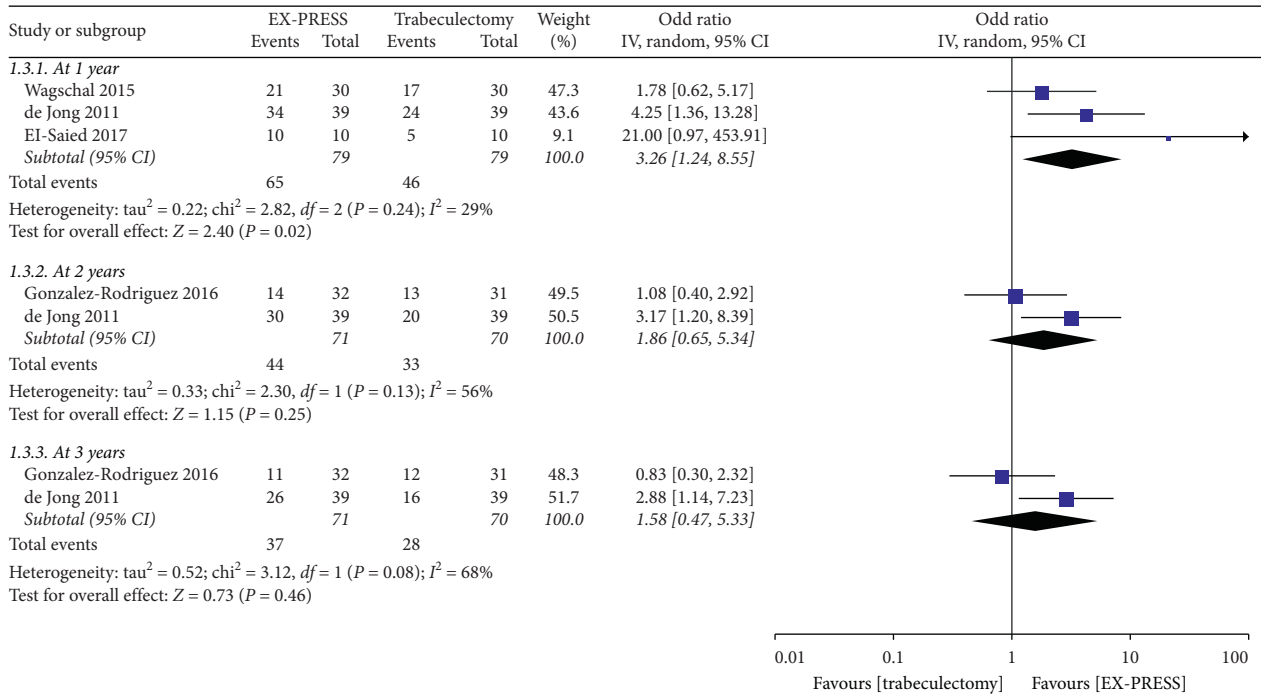 Study or subgroup EX-PRESS Trabeculectomy Weight Odd ratio Odd ratio
Events Total Events Total (%) IV, random, 95% CI IV, random, 95% CI
1.3.1. At 1 year
Wagschal 2015 21 30 17 30 47.3 1.78 [0.62, 5.17]
de Jong 2011 34 39 24 39 43.6 4.25 [1.36, 13.28]
EI-Saied 2017 10 10 5 10 9.1 21.00 [0.97, 453.91]
Subtotal (95% CI) 79 79 100.0 3.26 [1.24, 8.55]
Total events 65 46
Heterogeneity: tau² = 0.22; chi² = 2.82, df = 2 (P = 0.24); I² = 29%
Test for overall effect: Z = 2.40 (P = 0.02)
1.3.2. At 2 years
Gonzalez-Rodriguez 2016 14 32 13 31 49.5 1.08 [0.40, 2.92]
de Jong 2011 30 39 20 39 50.5 3.17 [1.20, 8.39]
Subtotal (95% CI) 71 70 100.0 1.86 [0.65, 5.34]
Total events 44 33
Heterogeneity: tau² = 0.33; chi² = 2.30, df = 1 (P = 0.13); I² = 56%
Test for overall effect: Z = 1.15 (P = 0.25)
1.3.3. At 3 years
Gonzalez-Rodriguez 2016 11 32 12 31 48.3 0.83 [0.30, 2.32]
de Jong 2011 26 39 16 39 51.7 2.88 [1.14, 7.23]
Subtotal (95% CI) 71 70 100.0 1.58 [0.47, 5.33]
Total events 37 28
Heterogeneity: tau² = 0.52; chi² = 3.12, df = 1 (P = 0.08); I² = 68%
Test for overall effect: Z = 0.73 (P = 0.46)
0.01 0.1 1 10 100
Favours [trabeculectomy] Favours [EX-PRESS]